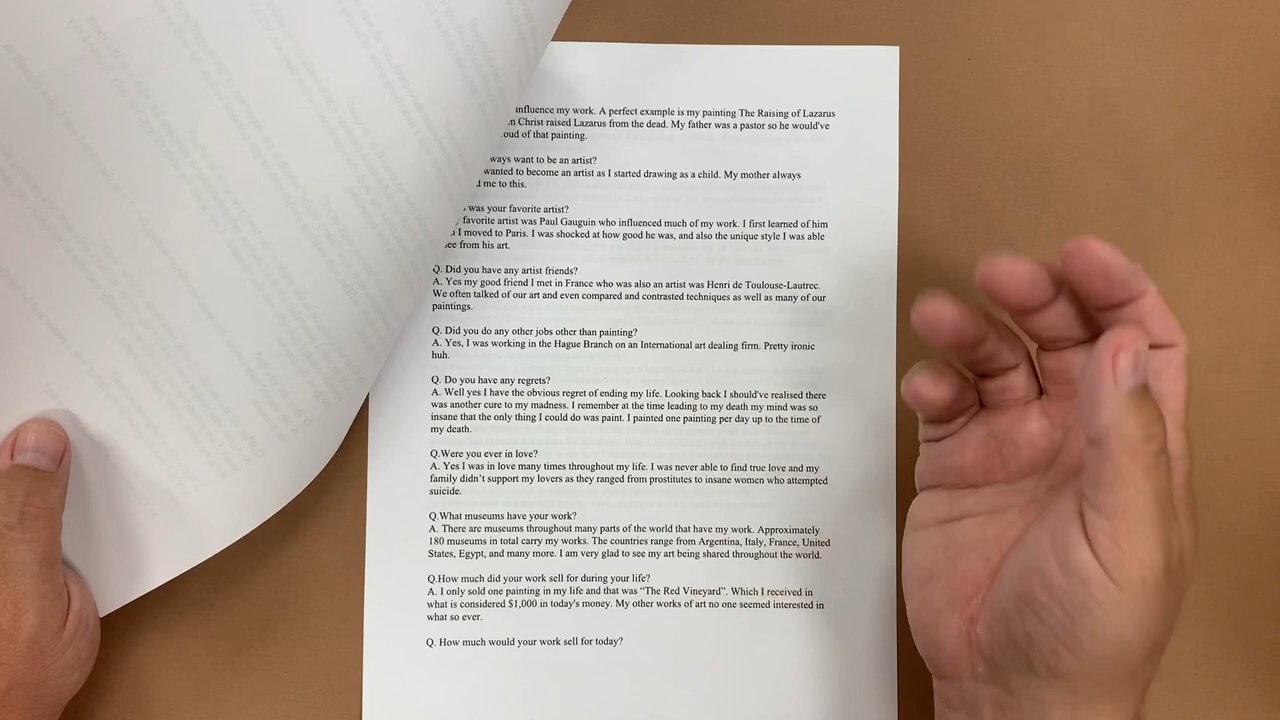 influence my work. A perfect example is my painting The Raising of Lazarus
Christ raised Lazarus from the dead. My father was a pastor so he would've
of that painting.
want to be an artist?
wanted to become an artist as I started drawing as a child. My mother always
me to this.
was your favorite artist?
favorite artist was Paul Gauguin who influenced much of my work. I first learned of him
I moved to Paris. I was shocked at how good he was, and also the unique style I was able
from his art.
Q. Did you have any artist friends?
A. Yes my good friend I met in France who was also an artist was Henri de Toulouse-Lautrec.
We often talked of our art and even compared and contrasted techniques as well as many of our
paintings.
Q. Did you do any other jobs other than painting?
A. Yes, I was working in the Hague Branch on an International art dealing firm. Pretty ironic
huh.
Q. Do you have any regrets?
A. Well yes I have the obvious regret of ending my life. Looking back I should've realised there
was another cure to my madness. I remember at the time leading to my death my mind was so
insane that the only thing I could do was paint. I painted one painting per day up to the time of
my death.
Q.Were you ever in love?
A. Yes I was in love many times throughout my life. I was never able to find true love and my
family didn't support my lovers as they ranged from prostitutes to insane women who attempted
suicide.
Q.What museums have your work?
A. There are museums throughout many parts of the world that have my work. Approximately
180 museums in total carry my works. The countries range from Argentina, Italy, France, United
States, Egypt, and many more. I am very glad to see my art being shared throughout the world.
Q.How much did your work sell for during your life?
A. I only sold one painting in my life and that was “The Red Vineyard”. Which I received in
what is considered $1,000 in today's money. My other works of art no one seemed interested in
what so ever.
Q. How much would your work sell for today?